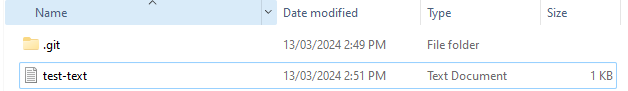 Name Date modified Type Size
.git 13/03/2024 2:49 PM File folder
test-text 13/03/2024 2:51 PM Text Document 1 KB